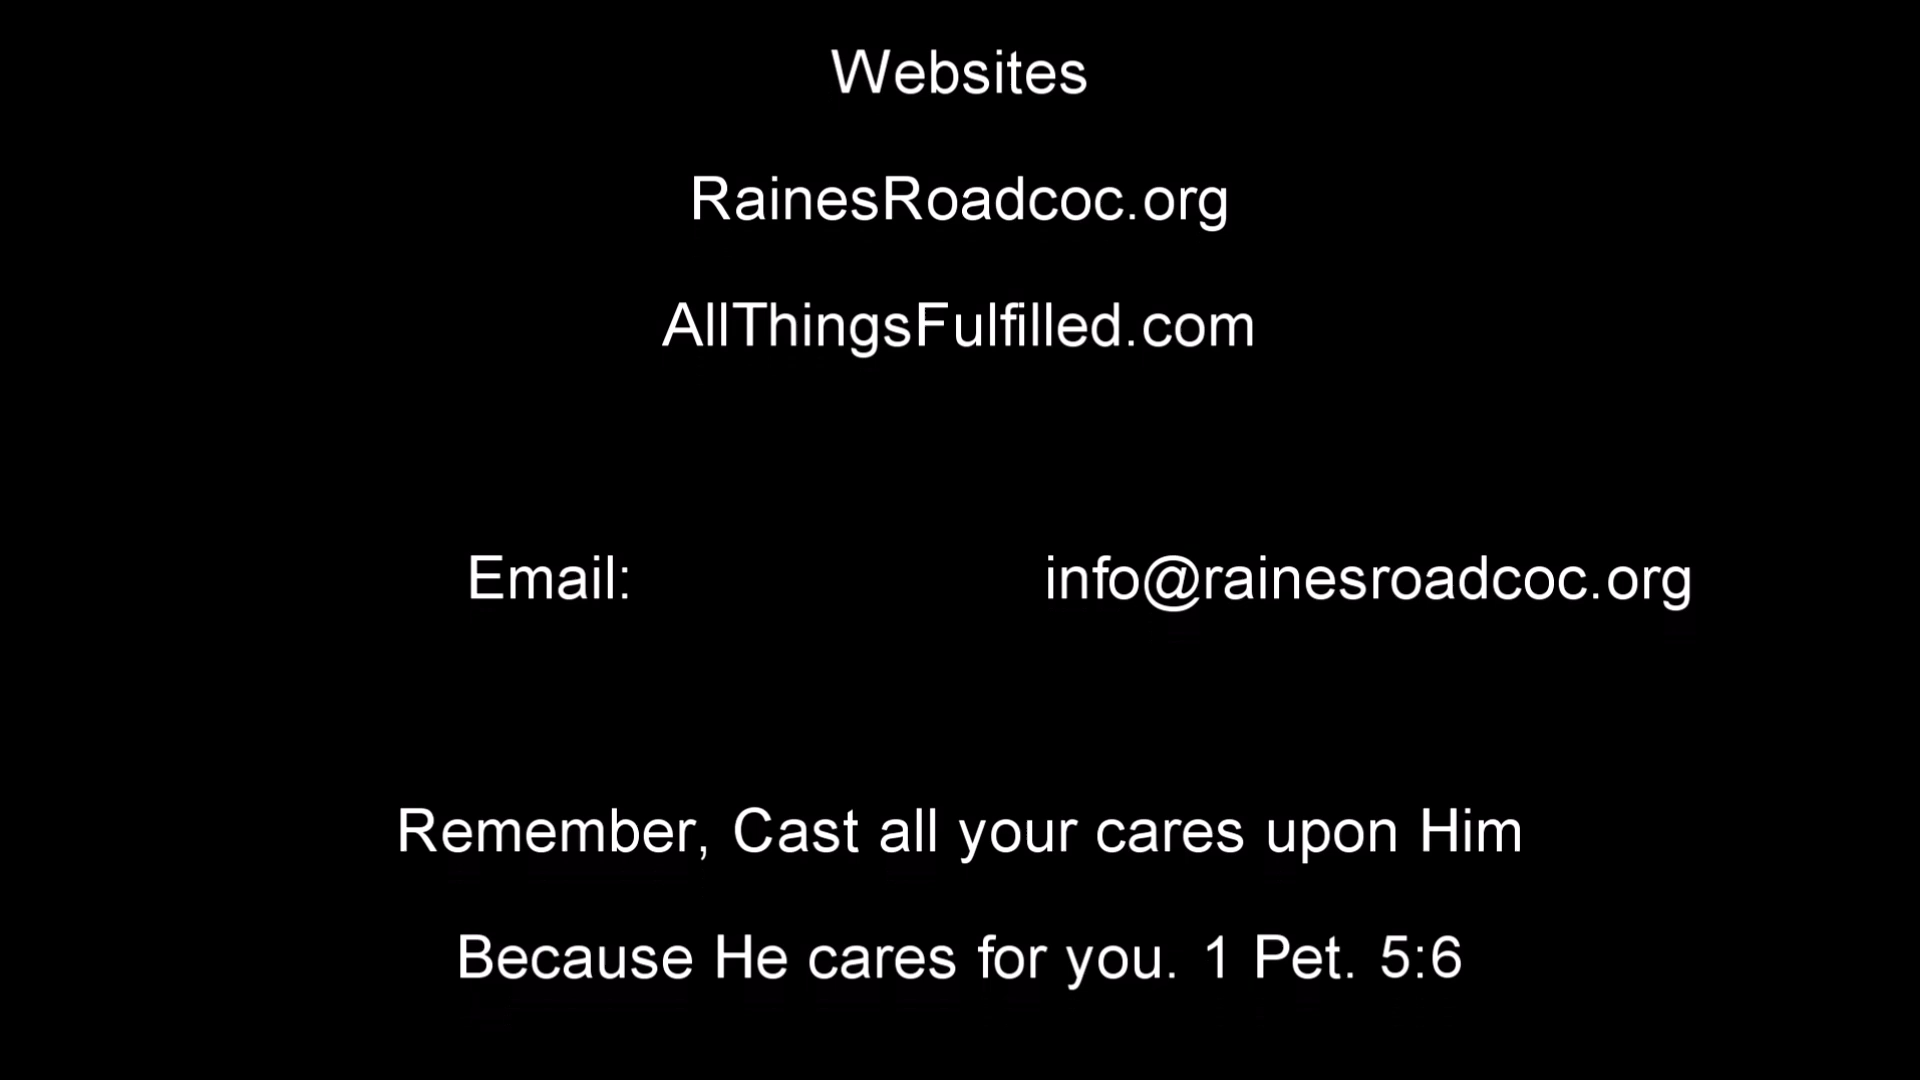 Websites
RainesRoadcoc.org
AllThingsFulfilled.com
Email: info@rainesroadcoc.org
Remember, Cast all your cares upon Him
Because He cares for you. 1 Pet. 5:6